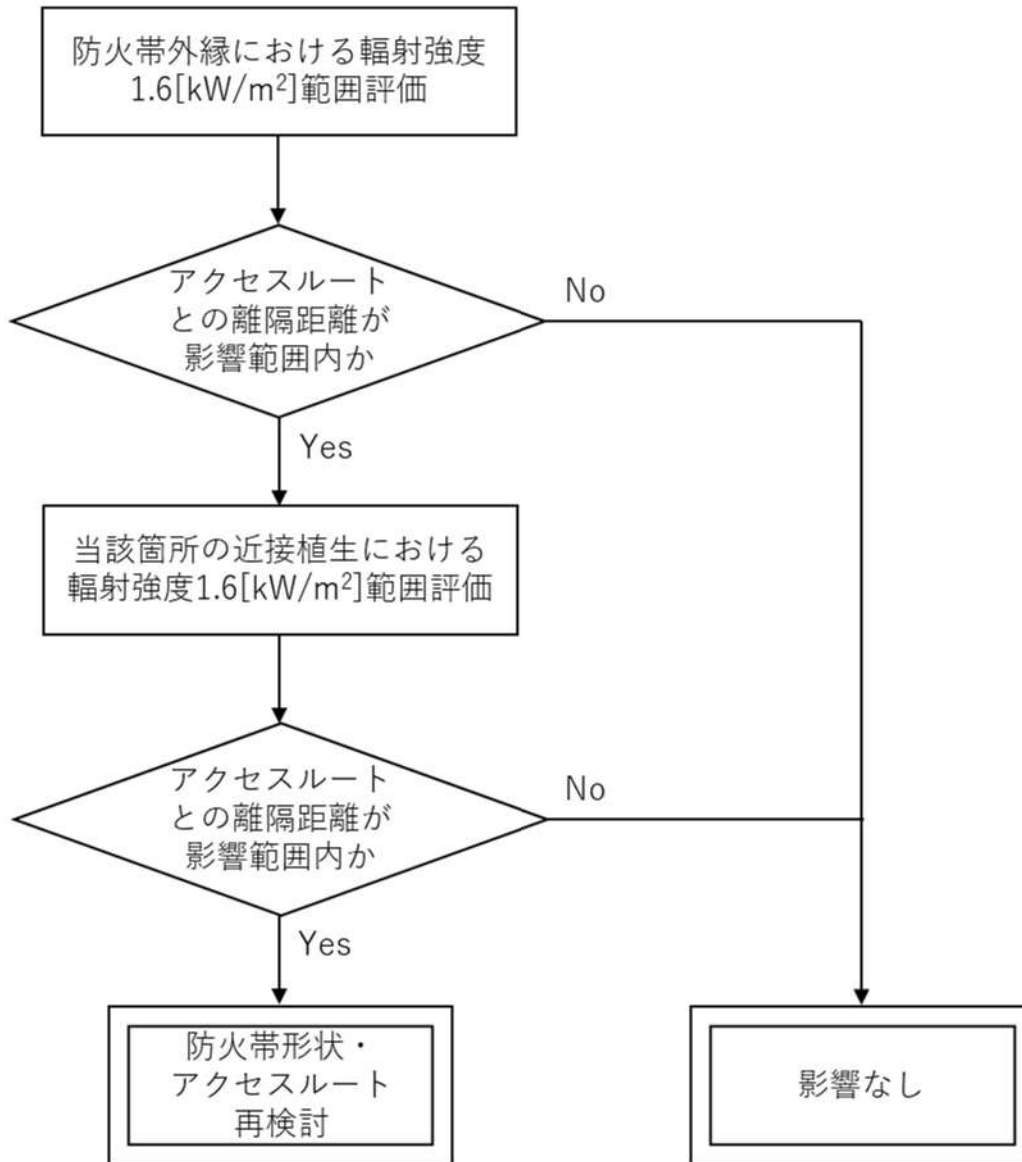 防火帯外縁における輻射強度
1.6[kW/m²]範囲評価
アクセスルート
との離隔距離が
影響範囲内か
No
Yes
当該箇所の近接植生における
輻射強度1.6[kW/m²]範囲評価
アクセスルート
との離隔距離が
影響範囲内か
No
Yes
防火帯形状・
アクセスルート
再検討
影響なし